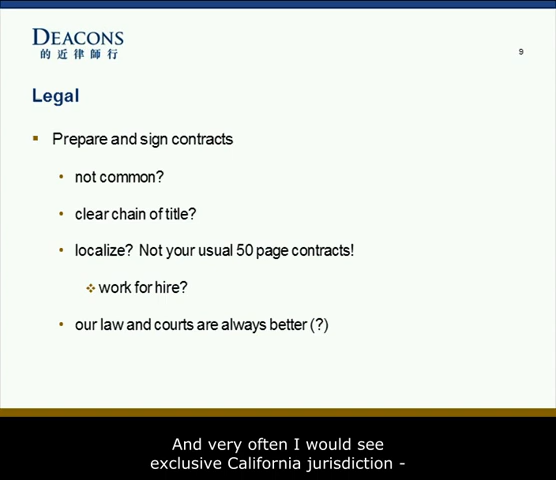 DEACONS
的近律師行
9
Legal
Prepare and sign contracts
not common?
clear chain of title?
localize? Not your usual 50 page contracts!
work for hire?
our law and courts are always better (?)
And very often I would see
exclusive California jurisdiction -